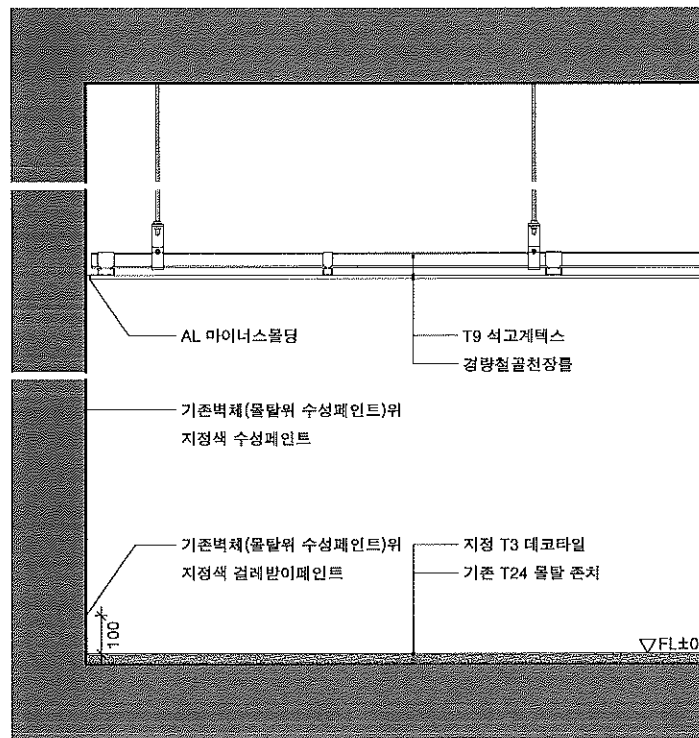 AL 마이너스몰딩
T9 석고계텍스
경량철골천장틀
기존벽체(몰탈위 수성페인트)위
지정색 수성페인트
기존벽체(몰탈위 수성페인트)위
지정색 걸레받이페인트
지정 T3 데코타일
기존 T24 몰탈 존치
100
▽FL±0